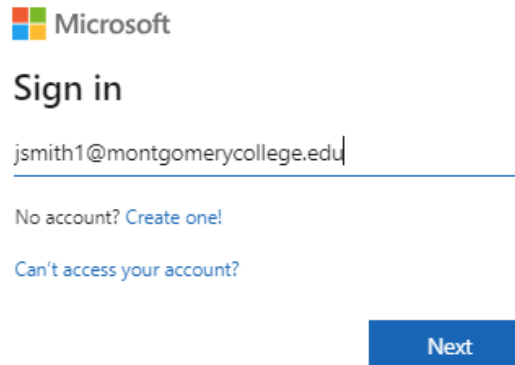 Microsoft
Sign in
jsmith1@montgomerycollege.edu
No account? Create one!
Can't access your account?
Next